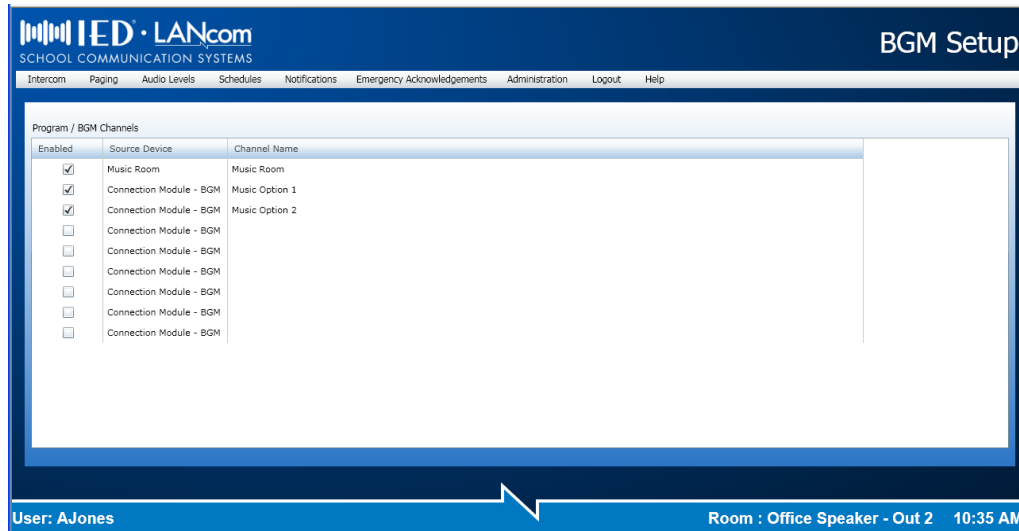 IED · LANcom
SCHOOL COMMUNICATION SYSTEMS
BGM Setup
Intercom Paging Audio Levels Schedules Notifications Emergency Acknowledgements Administration Logout Help
Program / BGM Channels
Enabled Source Device Channel Name
Music Room Music Room
Connection Module - BGM Music Option 1
Connection Module - BGM Music Option 2
Connection Module - BGM
Connection Module - BGM
Connection Module - BGM
Connection Module - BGM
Connection Module - BGM
Connection Module - BGM
User: AJones Room : Office Speaker - Out 2 10:35 AM